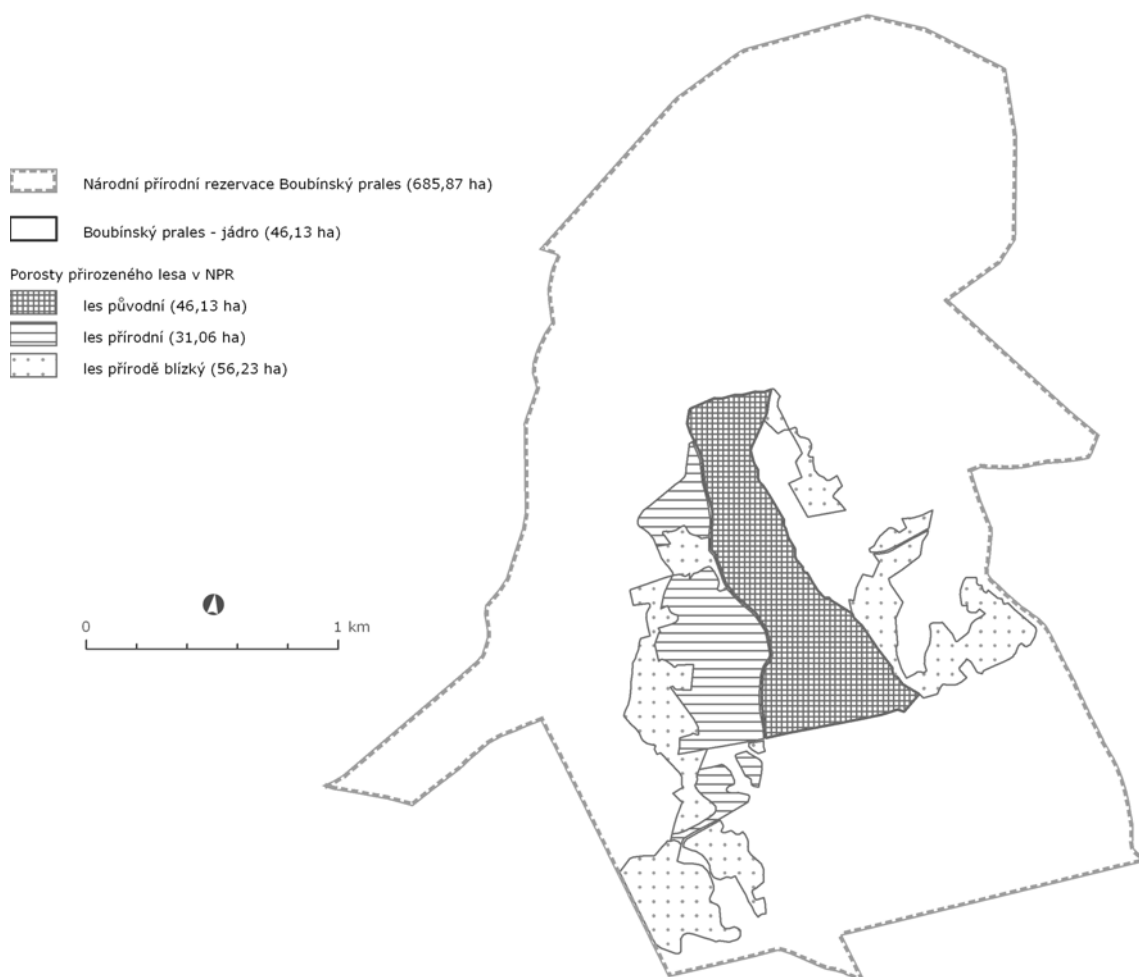 Národní přírodní rezervace Boubínský prales (685,87 ha)
Boubínský prales - jádro (46,13 ha)
Porosty přirozeného lesa v NPR
les původní (46,13 ha)
les přírodní (31,06 ha)
les přírodě blízký (56,23 ha)
0 1 km